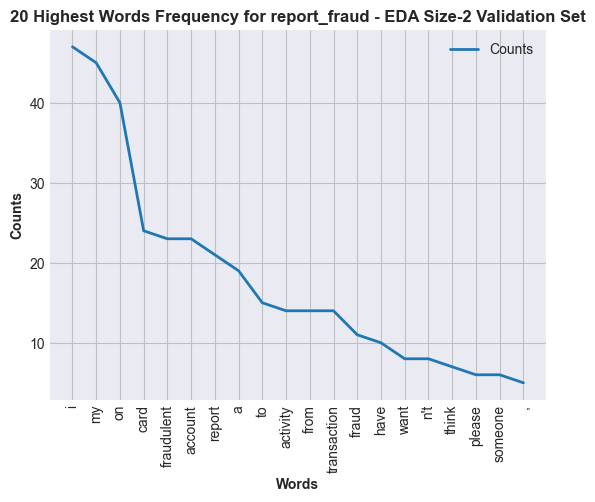 20 Highest Words Frequency for report_fraud - EDA Size-2 Validation Set
Counts
Counts
40
30
20
10
i
my
on
card
fraudulent
account
report
a
to
activity
from
transaction
fraud
have
want
n't
think
please
someone
,
Words